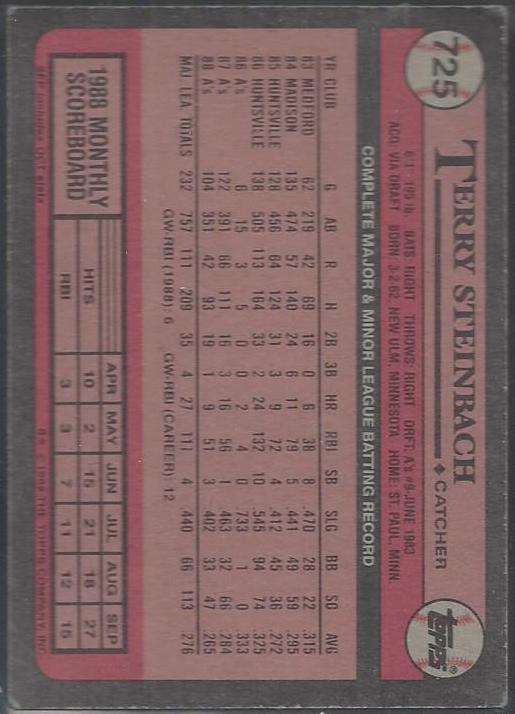 725
TERRY STEINBACH ♦ CATCHER
TOPPS®
6'1" 195 lb BATS: RIGHT THROWS: RIGHT DRFT: A's #9-JUNE 1983
ACQ: VIA DRAFT BORN: 3-2-62 NEW ULM, MINNESOTA HOME: ST. PAUL, MINN
COMPLETE MAJOR & MINOR LEAGUE BATTING RECORD
YR CLUB G AB R H 2B 3B HR RBI SB SLG BB SO AVG
83 MEDFORD 62 219 42 69 16 0 6 38 8 .470 28 22 .315
84 MADISON 135 474 57 140 24 6 11 79 5 .441 49 59 .295
85 HUNTSVILLE 128 456 64 124 31 3 9 72 4 .412 45 36 .272
86 HUNTSVILLE 138 505 113 164 33 2 24 132 10 .545 94 74 .325
86 A's 6 15 3 5 0 0 2 4 0 .733 1 0 .333
87 A's 122 391 66 111 16 3 16 56 1 .463 32 66 .284
88 A's 104 351 42 93 19 1 9 51 3 .402 33 47 .265
MAJ. LEA. TOTALS 232 757 111 209 35 4 27 111 4 .440 66 113 .276
GW-RBI (1988): 6 GW-RBI (CAREER): 12
1988 MONTHLY SCOREBOARD
APR MAY JUN JUL AUG SEP
HITS 10 2 15 21 18 27
RBI 3 3 7 11 12 15
SEP includes OCT stats
B* © 1989 THE TOPPS COMPANY, INC.